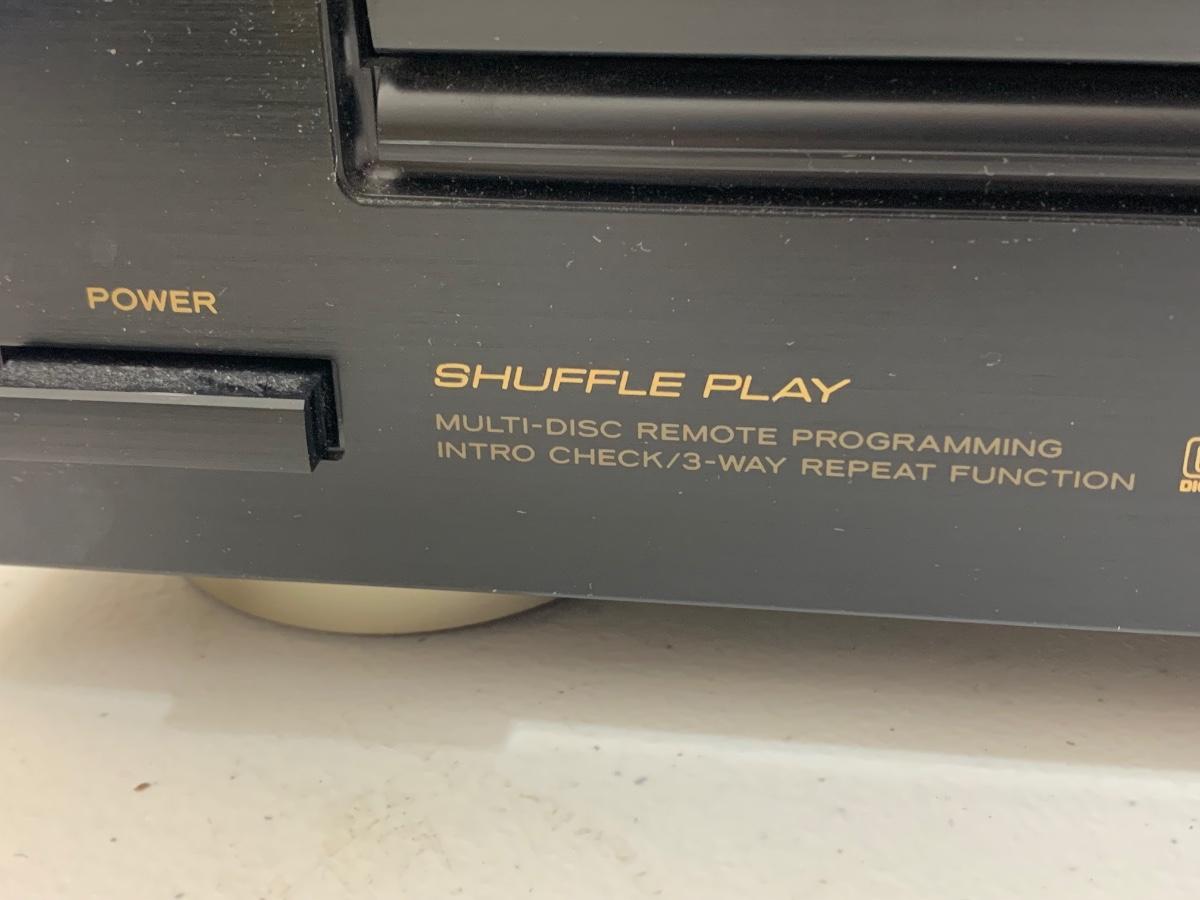 POWER
SHUFFLE PLAY
MULTI-DISC REMOTE PROGRAMMING
INTRO CHECK/3-WAY REPEAT FUNCTION